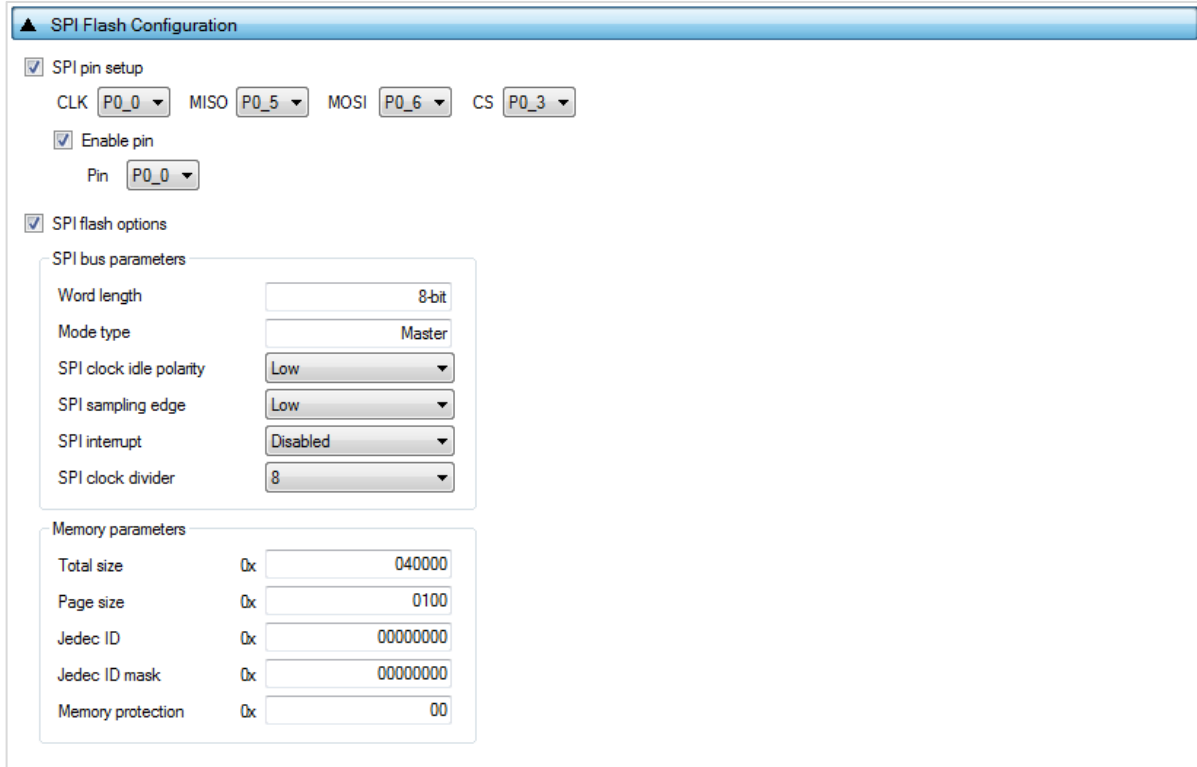 SPI Flash Configuration
SPI pin setup
CLK P0_0 MISO P0_5 MOSI P0_6 CS P0_3
Enable pin
Pin P0_0
SPI flash options
SPI bus parameters
Word length 8-bit
Mode type Master
SPI clock idle polarity Low
SPI sampling edge Low
SPI interrupt Disabled
SPI clock divider 8
Memory parameters
Total size 0x 040000
Page size 0x 0100
Jedec ID 0x 00000000
Jedec ID mask 0x 00000000
Memory protection 0x 00